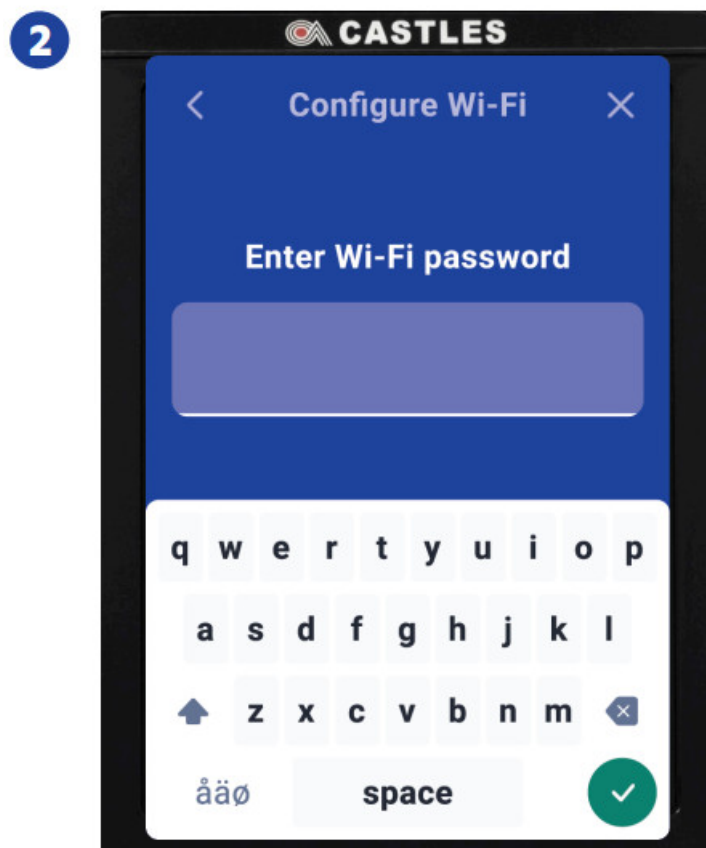 2
CASTLES
Configure Wi-Fi
Enter Wi-Fi password
q w e r t y u i o p
a s d f g h j k l
z x c v b n m
åäø space